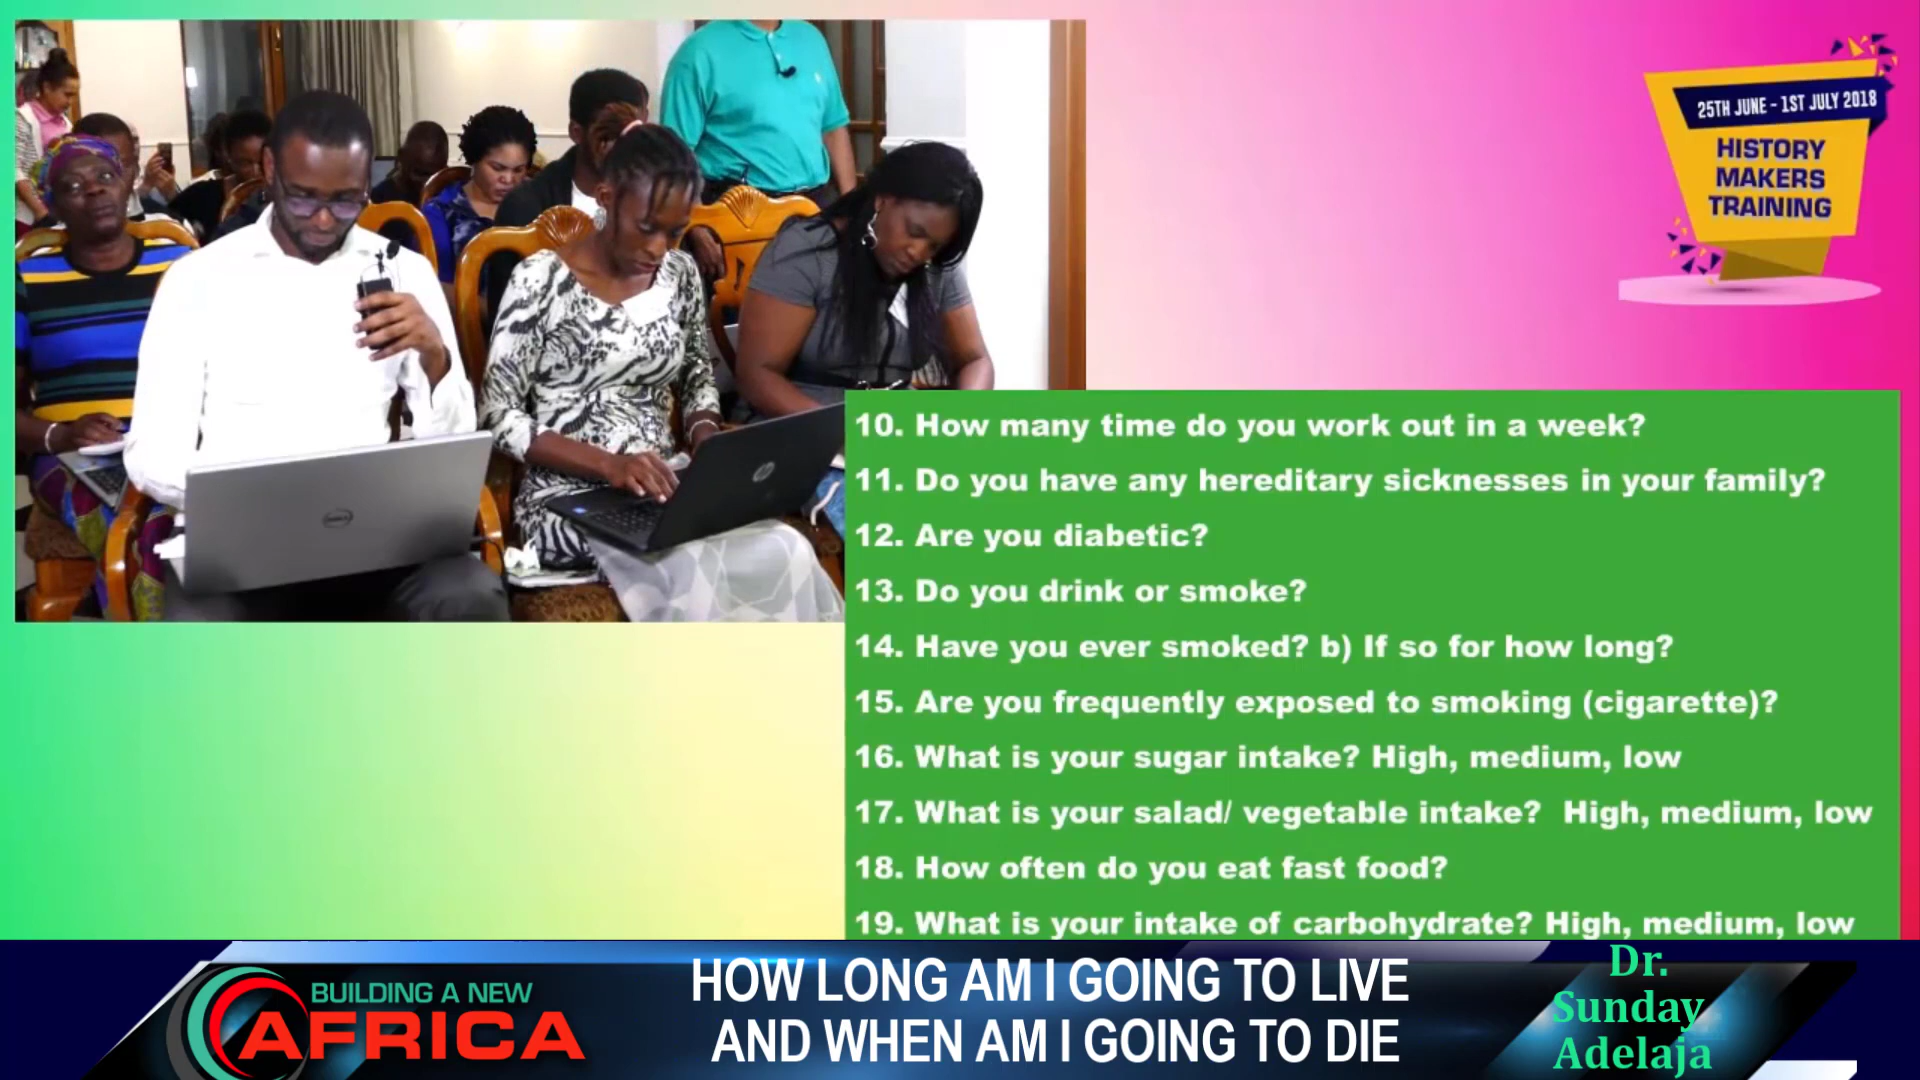 25TH JUNE - 1ST JULY 2018
HISTORY
MAKERS
TRAINING
10. How many time do you work out in a week?
11. Do you have any hereditary sicknesses in your family?
12. Are you diabetic?
13. Do you drink or smoke?
14. Have you ever smoked? b) If so for how long?
15. Are you frequently exposed to smoking (cigarette)?
16. What is your sugar intake? High, medium, low
17. What is your salad/ vegetable intake?  High, medium, low
18. How often do you eat fast food?
19. What is your intake of carbohydrate? High, medium, low
BUILDING A NEW
AFRICA
HOW LONG AM I GOING TO LIVE
AND WHEN AM I GOING TO DIE
Dr.
Sunday
Adelaja
DELL
hp